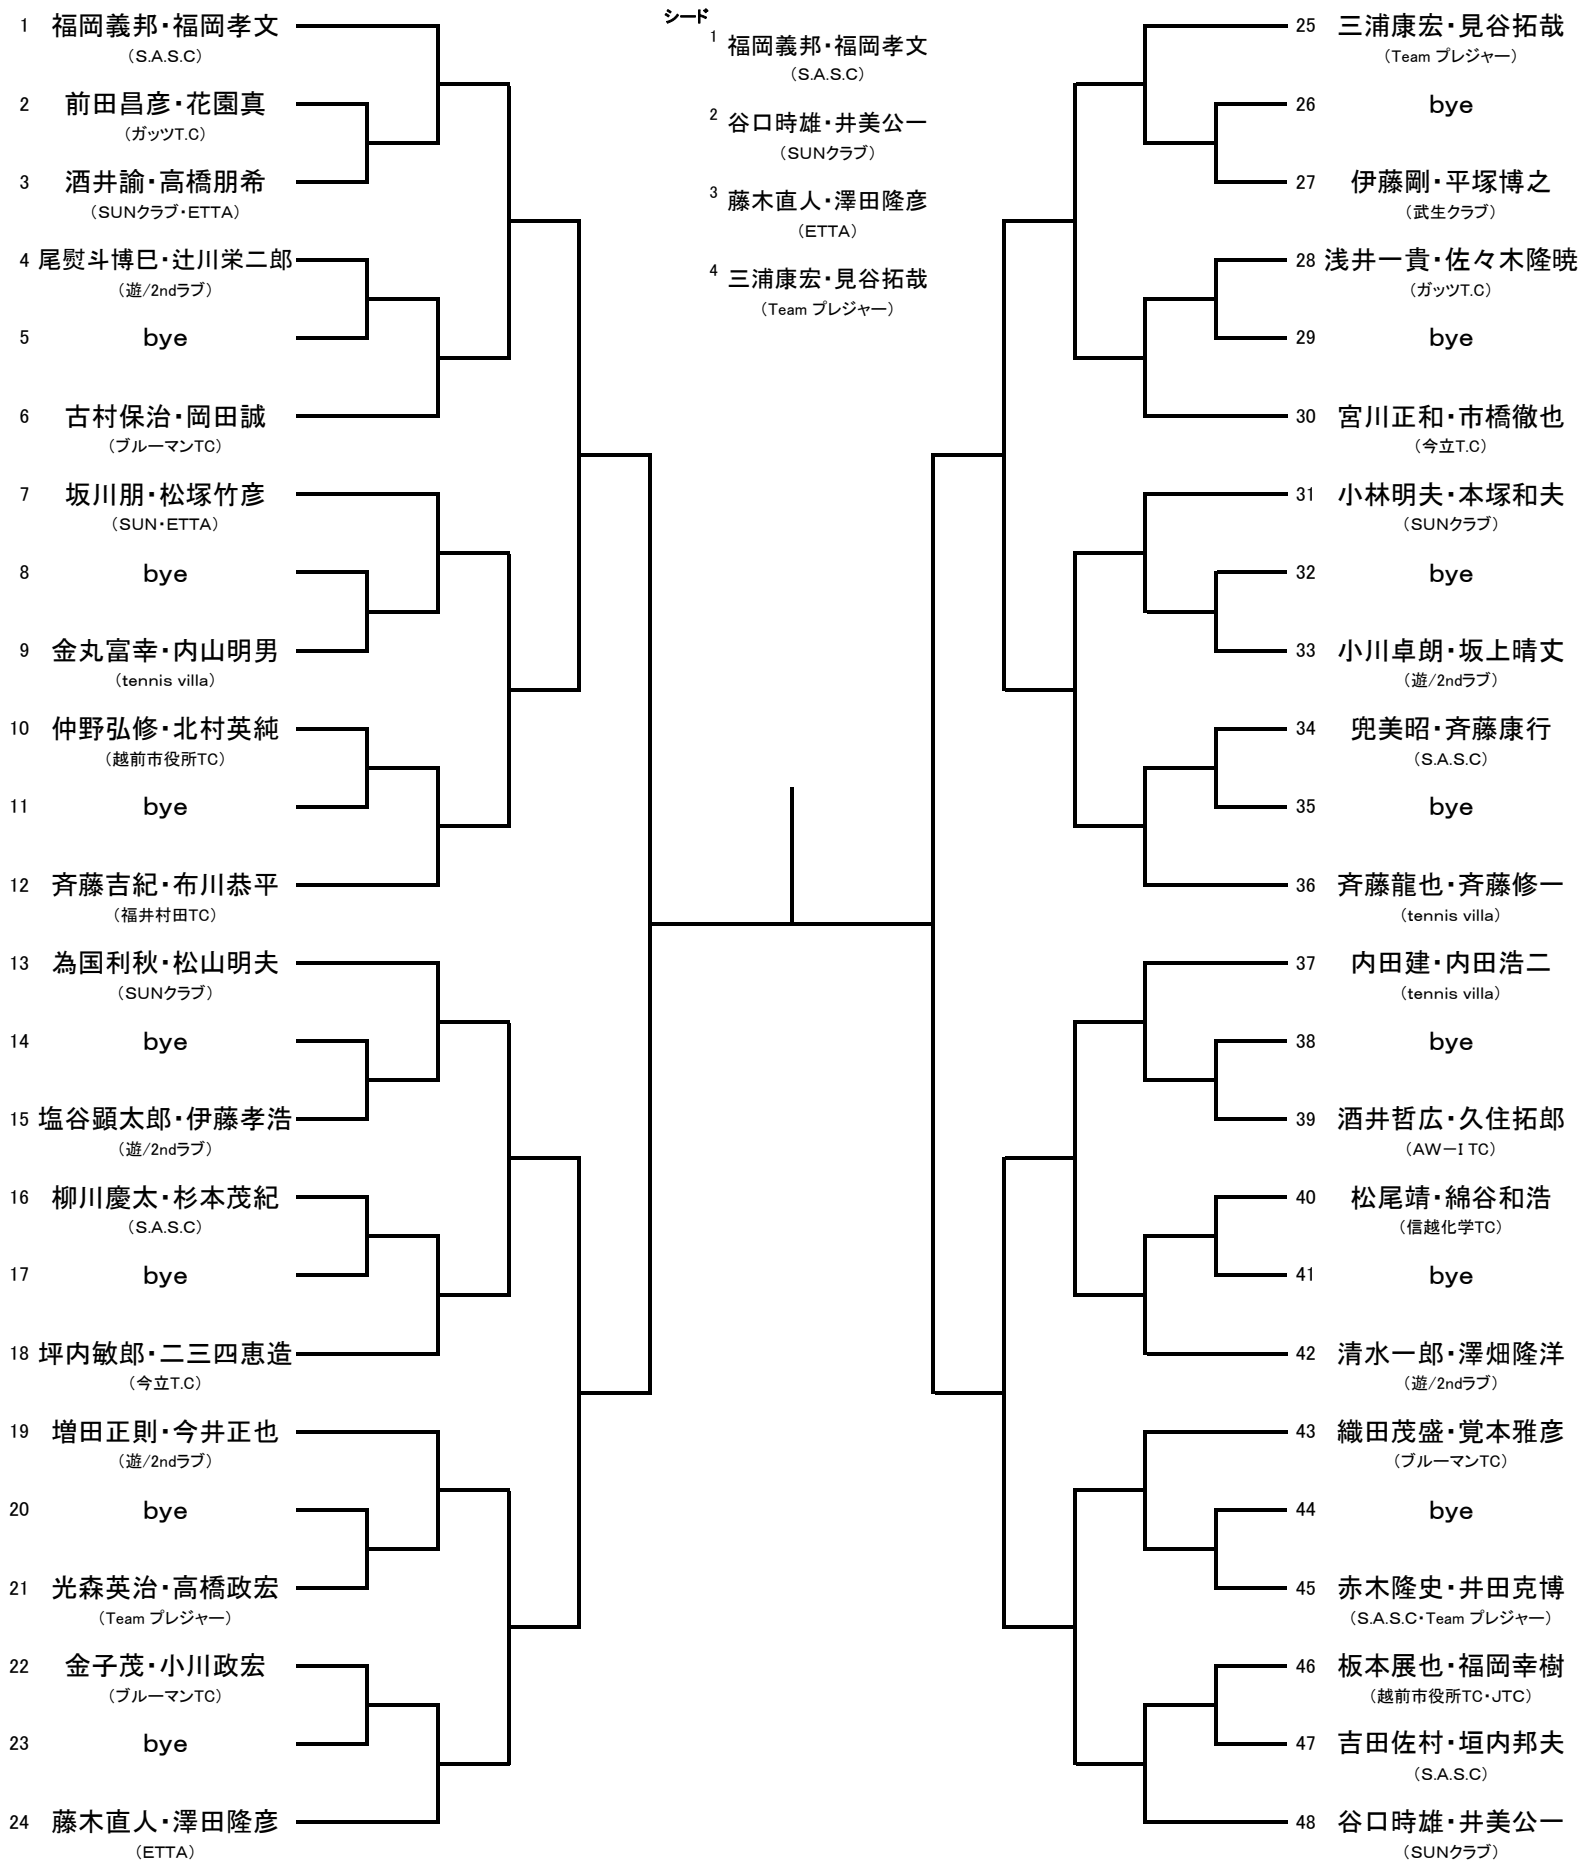 1 福岡義邦・福岡孝文
（S.A.S.C）
2 前田昌彦・花園真
（ガッツT.C）
3 酒井諭・高橋朋希
（SUNクラブ・ETTA）
4 尾熨斗博巳・辻川栄二郎
（遊/2ndラブ）
5 bye
6 古村保治・岡田誠
（ブルーマンTC）
7 坂川朋・松塚竹彦
（SUN・ETTA）
8 bye
9 金丸富幸・内山明男
（tennis villa）
10 仲野弘修・北村英純
（越前市役所TC）
11 bye
12 斉藤吉紀・布川恭平
（福井村田TC）
13 為国利秋・松山明夫
（SUNクラブ）
14 bye
15 塩谷顕太郎・伊藤孝浩
（遊/2ndラブ）
16 柳川慶太・杉本茂紀
（S.A.S.C）
17 bye
18 坪内敏郎・二三四恵造
（今立T.C）
19 増田正則・今井正也
（遊/2ndラブ）
20 bye
21 光森英治・高橋政宏
（Team プレジャー）
22 金子茂・小川政宏
（ブルーマンTC）
23 bye
24 藤木直人・澤田隆彦
（ETTA）
シード
1 福岡義邦・福岡孝文
（S.A.S.C）
2 谷口時雄・井美公一
（SUNクラブ）
3 藤木直人・澤田隆彦
（ETTA）
4 三浦康宏・見谷拓哉
（Team プレジャー）
25 三浦康宏・見谷拓哉
（Team プレジャー）
26 bye
27 伊藤剛・平塚博之
（武生クラブ）
28 浅井一貴・佐々木隆暁
（ガッツT.C）
29 bye
30 宮川正和・市橋徹也
（今立T.C）
31 小林明夫・本塚和夫
（SUNクラブ）
32 bye
33 小川卓朗・坂上晴丈
（遊/2ndラブ）
34 兜美昭・斉藤康行
（S.A.S.C）
35 bye
36 斉藤龍也・斉藤修一
（tennis villa）
37 内田建・内田浩二
（tennis villa）
38 bye
39 酒井哲広・久住拓郎
（AW－I TC）
40 松尾靖・綿谷和浩
（信越化学TC）
41 bye
42 清水一郎・澤畑隆洋
（遊/2ndラブ）
43 織田茂盛・覚本雅彦
（ブルーマンTC）
44 bye
45 赤木隆史・井田克博
（S.A.S.C・Team プレジャー）
46 板本展也・福岡幸樹
（越前市役所TC・JTC）
47 吉田佐村・垣内邦夫
（S.A.S.C）
48 谷口時雄・井美公一
（SUNクラブ）